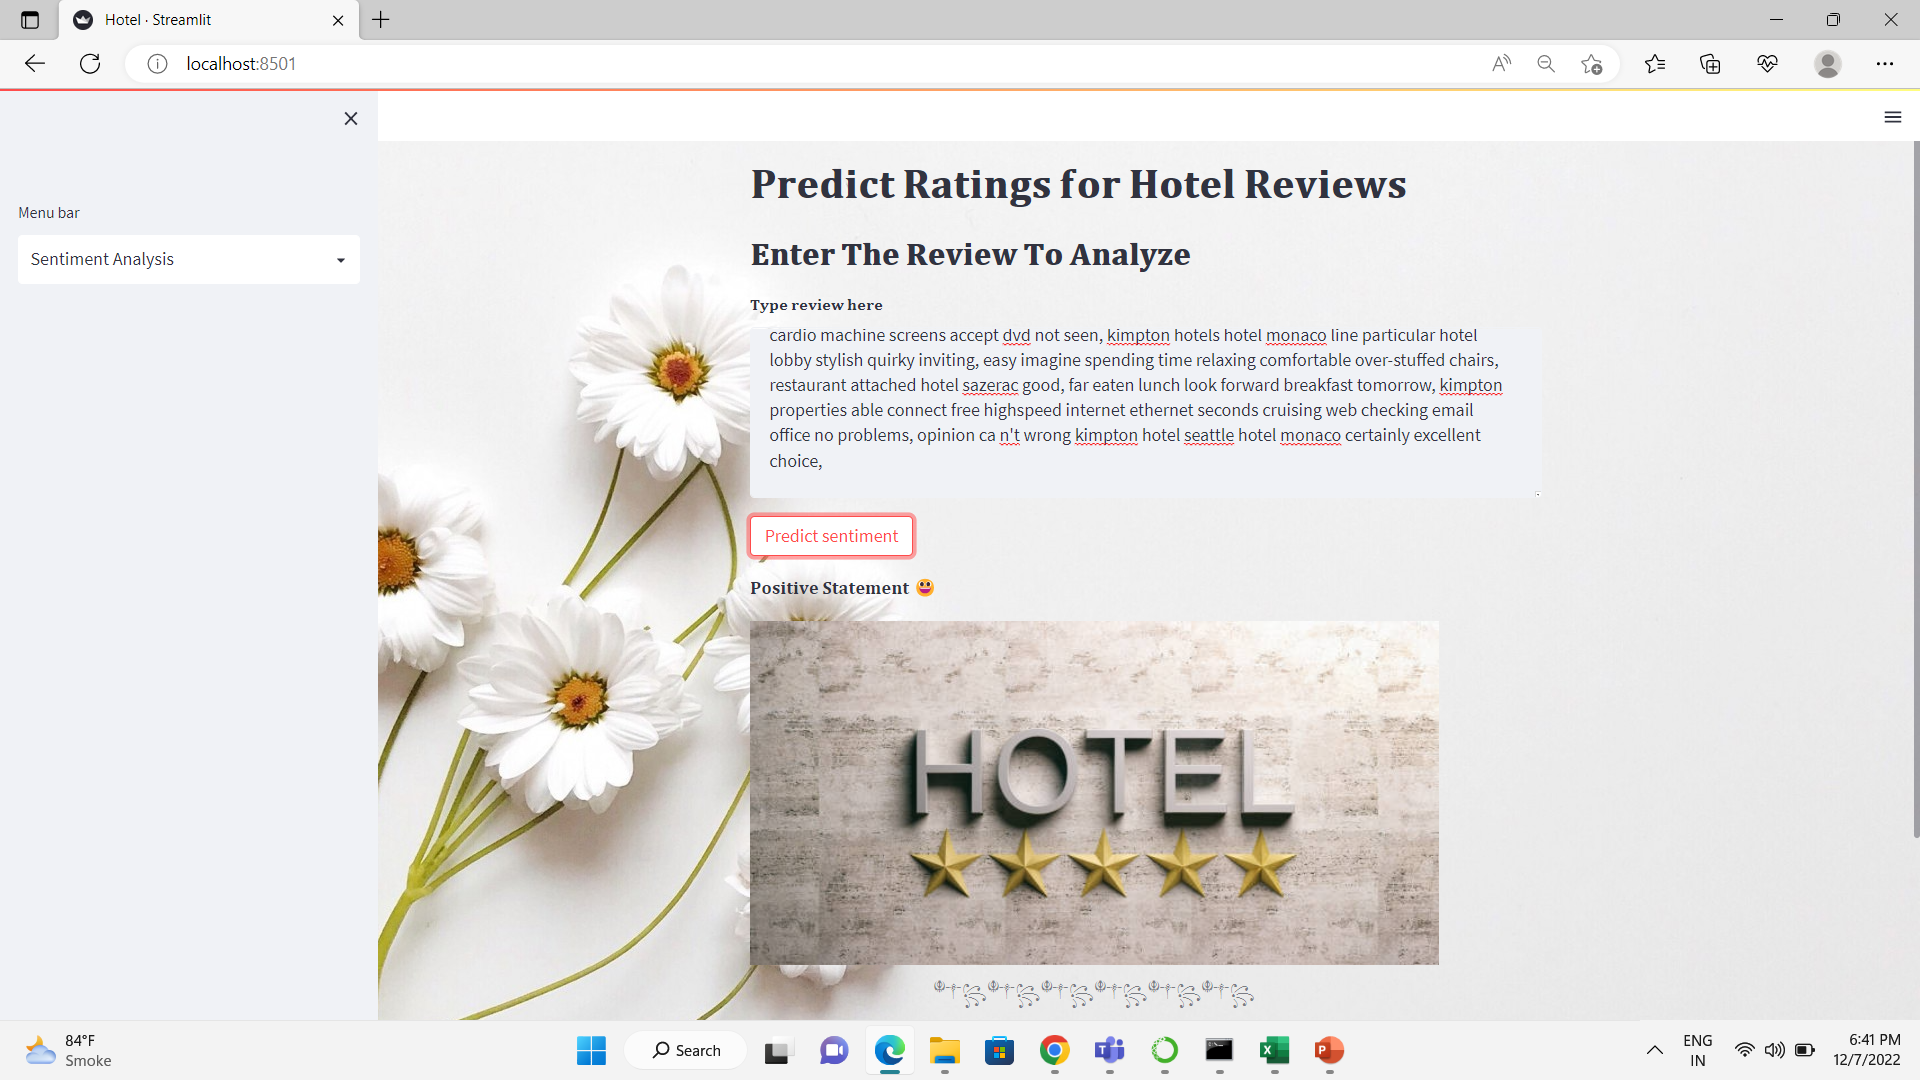 Hotel · Streamlit
localhost:8501
Menu bar
Sentiment Analysis
Predict Ratings for Hotel Reviews
Enter The Review To Analyze
Type review here
cardio machine screens accept dvd not seen, kimpton hotels hotel monaco line particular hotel
lobby stylish quirky inviting, easy imagine spending time relaxing comfortable over-stuffed chairs,
restaurant attached hotel sazerac good, far eaten lunch look forward breakfast tomorrow, kimpton
properties able connect free highspeed internet ethernet seconds cruising web checking email
office no problems, opinion ca n't wrong kimpton hotel seattle hotel monaco certainly excellent
choice,
Predict sentiment
Positive Statement 😃
HOTEL
84°F
Smoke
Search
ENG
IN
6:41 PM
12/7/2022